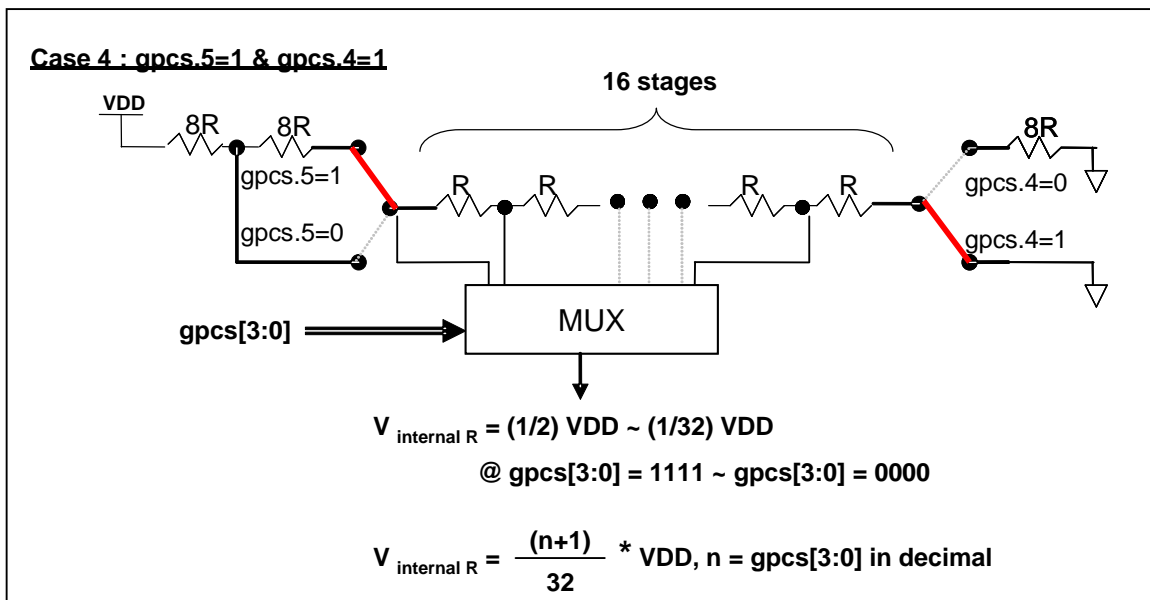 Case 4 : gpcs.5=1 & gpcs.4=1
16 stages
VDD
8R
8R
8R
gpcs.5=1
R
R
R
R
gpcs.4=0
gpcs.5=0
gpcs.4=1
MUX
gpcs[3:0]
V internal R = (1/2) VDD ~ (1/32) VDD
@ gpcs[3:0] = 1111 ~ gpcs[3:0] = 0000
V internal R = (n+1) / 32 * VDD, n = gpcs[3:0] in decimal